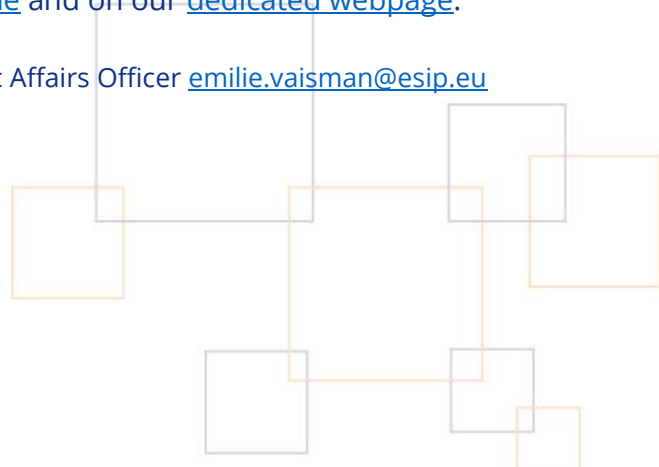 and on our dedicated webpage.
Affairs Officer emilie.vaisman@esip.eu